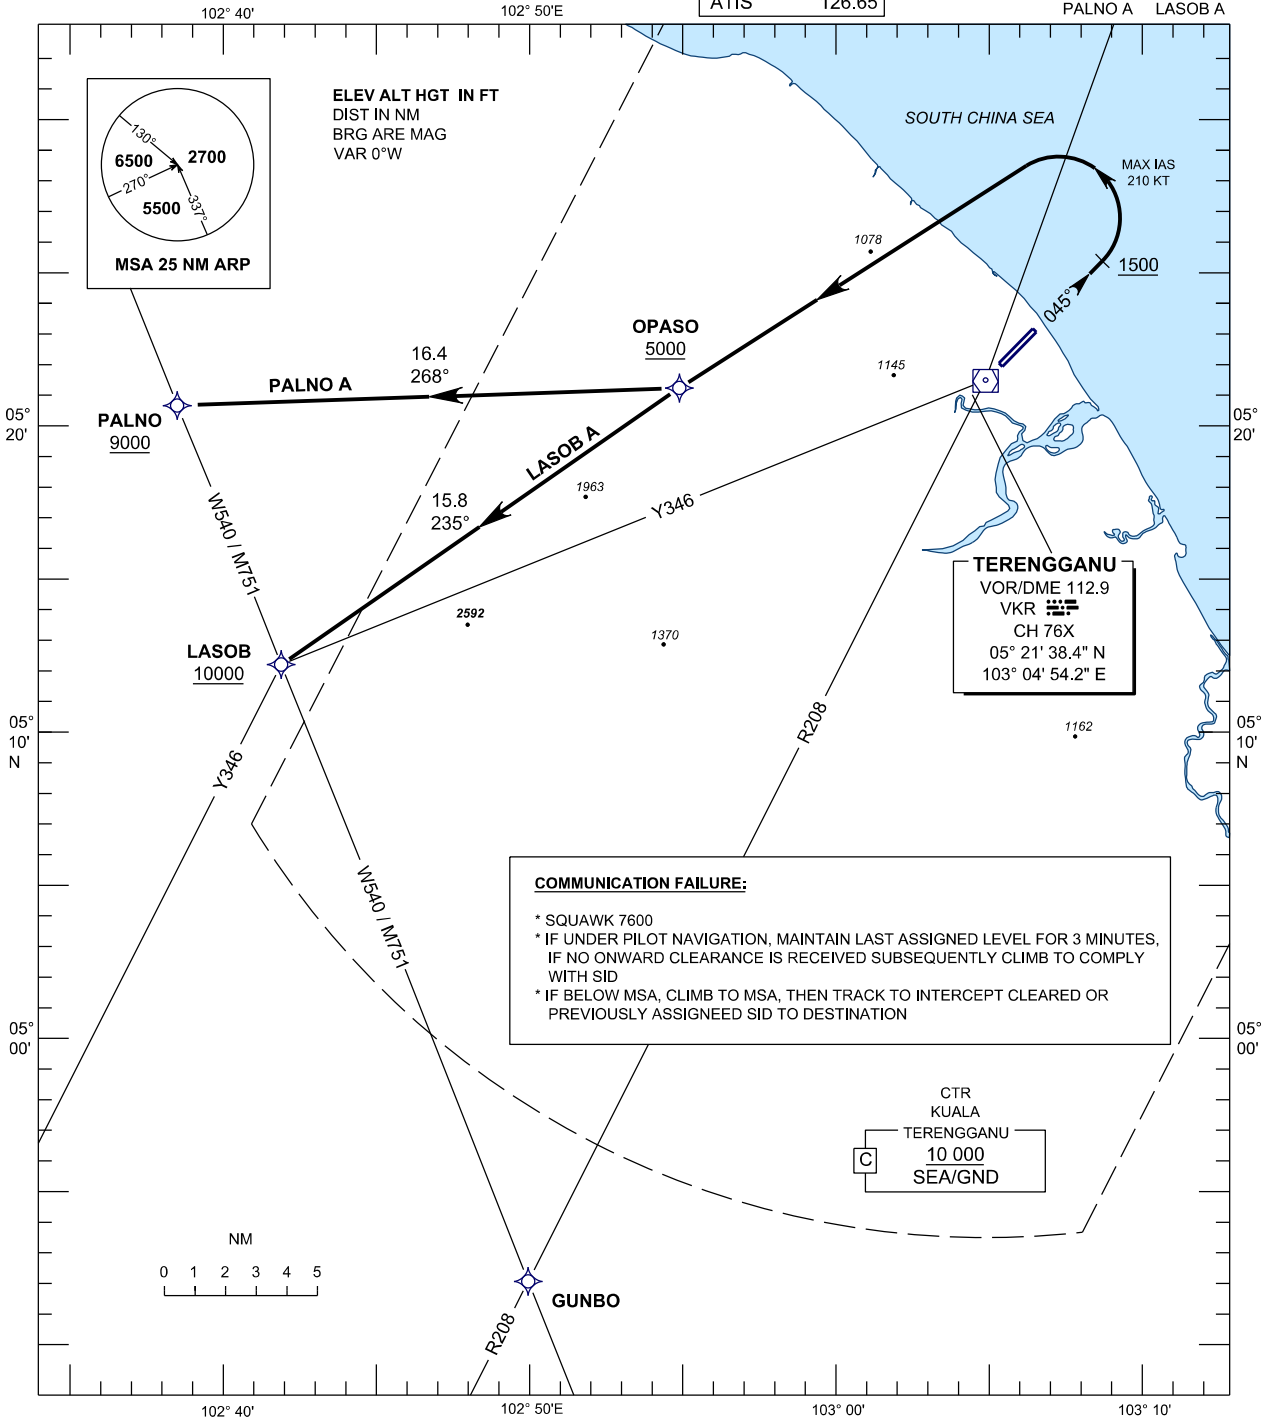 ATIS 126.65
PALNO A LASOB A
102° 40' 102° 50'E
ELEV ALT HGT IN FT
DIST IN NM
BRG ARE MAG
VAR 0°W
130°
6500 2700
270°
5500
337°
MSA 25 NM ARP
SOUTH CHINA SEA
MAX IAS
210 KT
1078
1500
045°
OPASO
5000
16.4
268°
PALNO A
1145
PALNO
9000
05°
20'
05°
20'
LASOB A
15.8
235°
1963
Y346
W540 / M751
TERENGGANU
VOR/DME 112.9
VKR
CH 76X
05° 21' 38.4" N
103° 04' 54.2" E
2592
1370
LASOB
10000
R208
1162
05°
10'
N
05°
10'
N
Y346
W540 / M751
COMMUNICATION FAILURE:
* SQUAWK 7600
* IF UNDER PILOT NAVIGATION, MAINTAIN LAST ASSIGNED LEVEL FOR 3 MINUTES,
IF NO ONWARD CLEARANCE IS RECEIVED SUBSEQUENTLY CLIMB TO COMPLY
WITH SID
* IF BELOW MSA, CLIMB TO MSA, THEN TRACK TO INTERCEPT CLEARED OR
PREVIOUSLY ASSIGNEED SID TO DESTINATION
05°
00'
05°
00'
CTR
KUALA
TERENGGANU
C
10 000
SEA/GND
NM
0 1 2 3 4 5
GUNBO
R208
102° 40' 102° 50'E 103° 00' 103° 10'